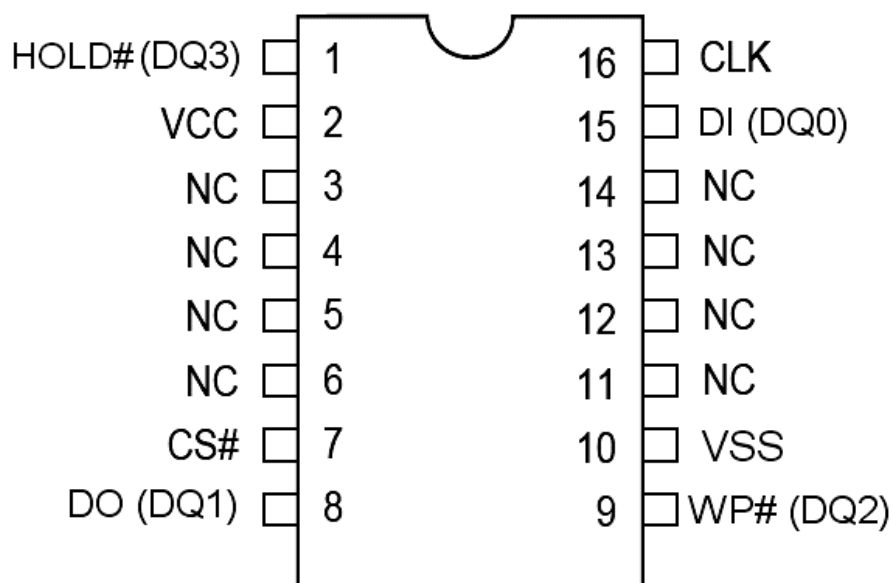 HOLD# (DQ3) 1 16 CLK
VCC 2 15 DI (DQ0)
NC 3 14 NC
NC 4 13 NC
NC 5 12 NC
NC 6 11 NC
CS# 7 10 VSS
DO (DQ1) 8 9 WP# (DQ2)